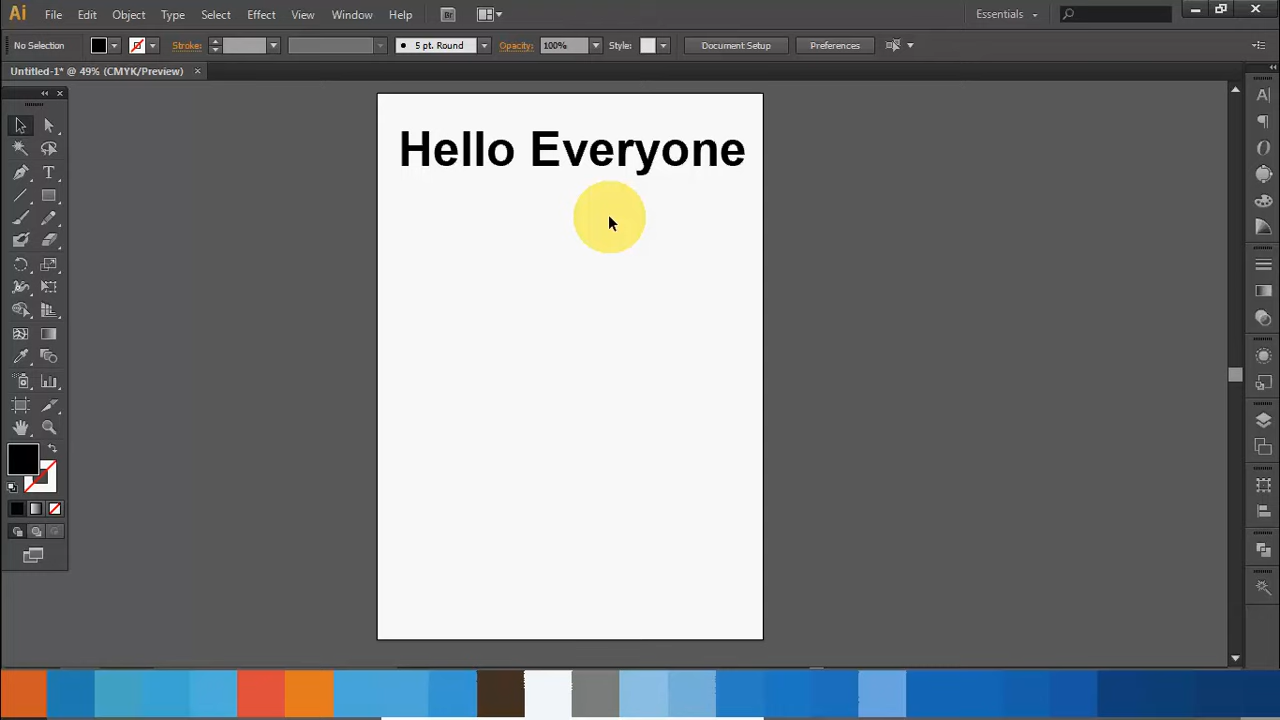 Ai File Edit Object Type Select Effect View Window Help Br Essentials
No Selection Stroke: 5 pt. Round Opacity: 100% Style: Document Setup Preferences
Untitled-1* @ 49% (CMYK/Preview)
Hello Everyone